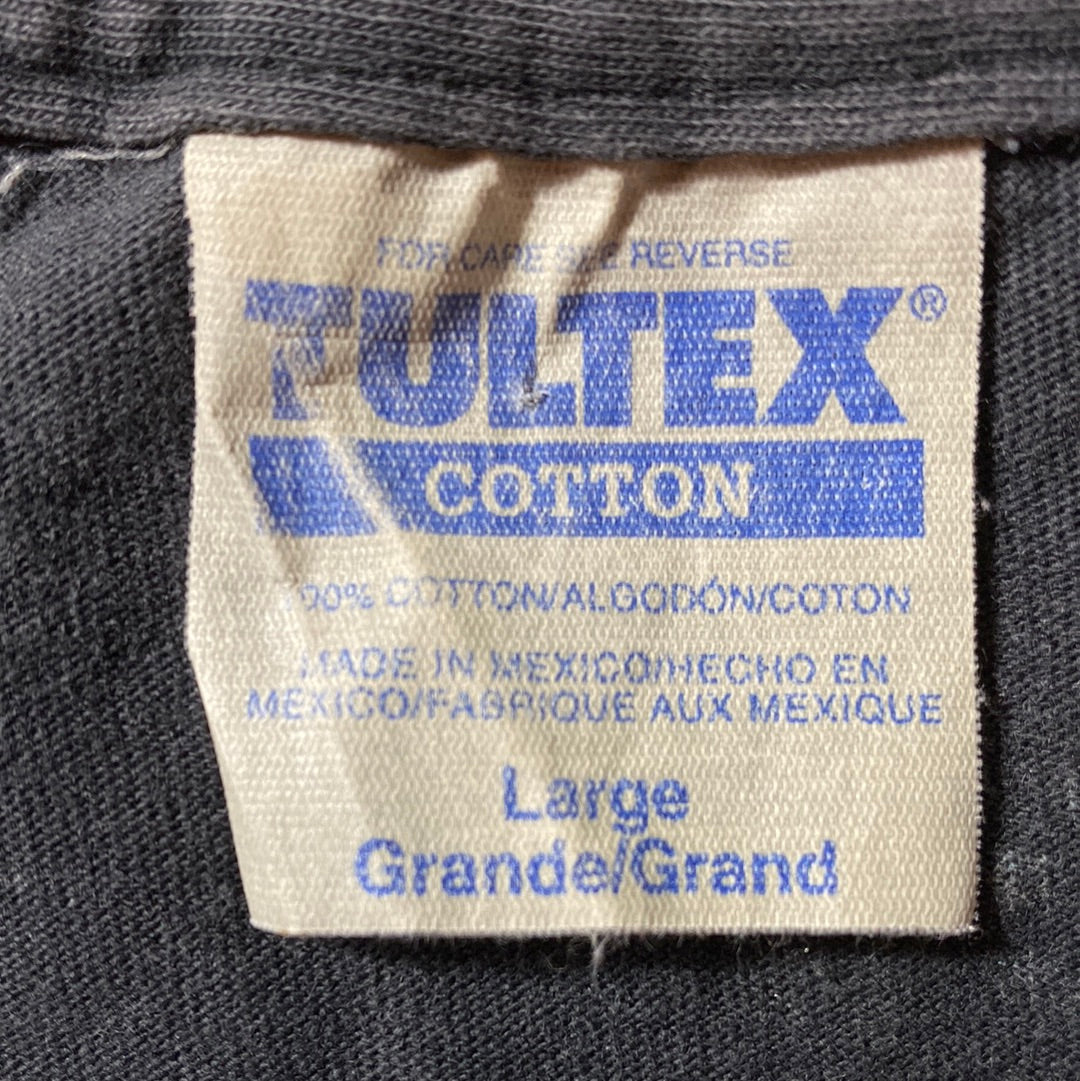 FOR CARE SEE REVERSE
TULTEX®
COTTON
100% COTTON/ALGODÓN/COTON
MADE IN MEXICO/HECHO EN
MEXICO/FABRIQUE AUX MEXIQUE
Large
Grande/Grand